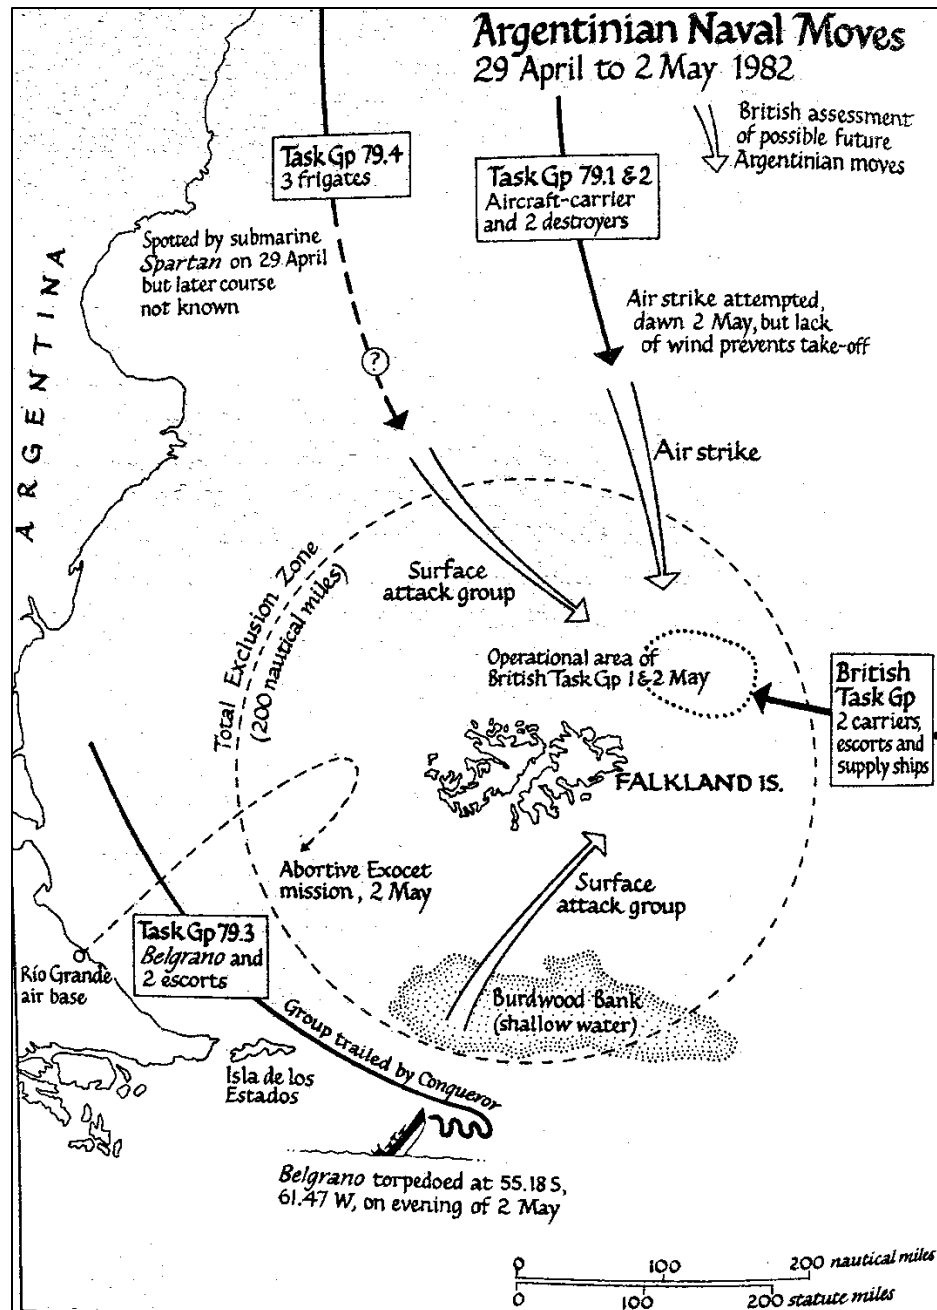 Argentinian Naval Moves
29 April to 2 May 1982
British assessment
of possible future
Argentinian moves
Task Gp 79.4
3 frigates
Task Gp 79.1 & 2
Aircraft-carrier
and 2 destroyers
Spotted by submarine
Spartan on 29 April
but later course
not known
ARGENTINA
Air strike attempted,
dawn 2 May, but lack
of wind prevents take-off
?
Air strike
Total Exclusion Zone
(200 nautical miles)
Surface
attack group
Operational area of
British Task Gp 1 & 2 May
British
Task Gp
2 carriers,
escorts and
supply ships
FALKLAND IS.
Abortive Exocet
mission, 2 May
Surface
attack group
Task Gp 79.3
Belgrano and
2 escorts
Río Grande
air base
Burdwood Bank
(shallow water)
Group trailed by Conqueror
Isla de los
Estados
Belgrano torpedoed at 55.18 S,
61.47 W, on evening of 2 May
0 100 200 nautical miles
0 100 200 statute miles